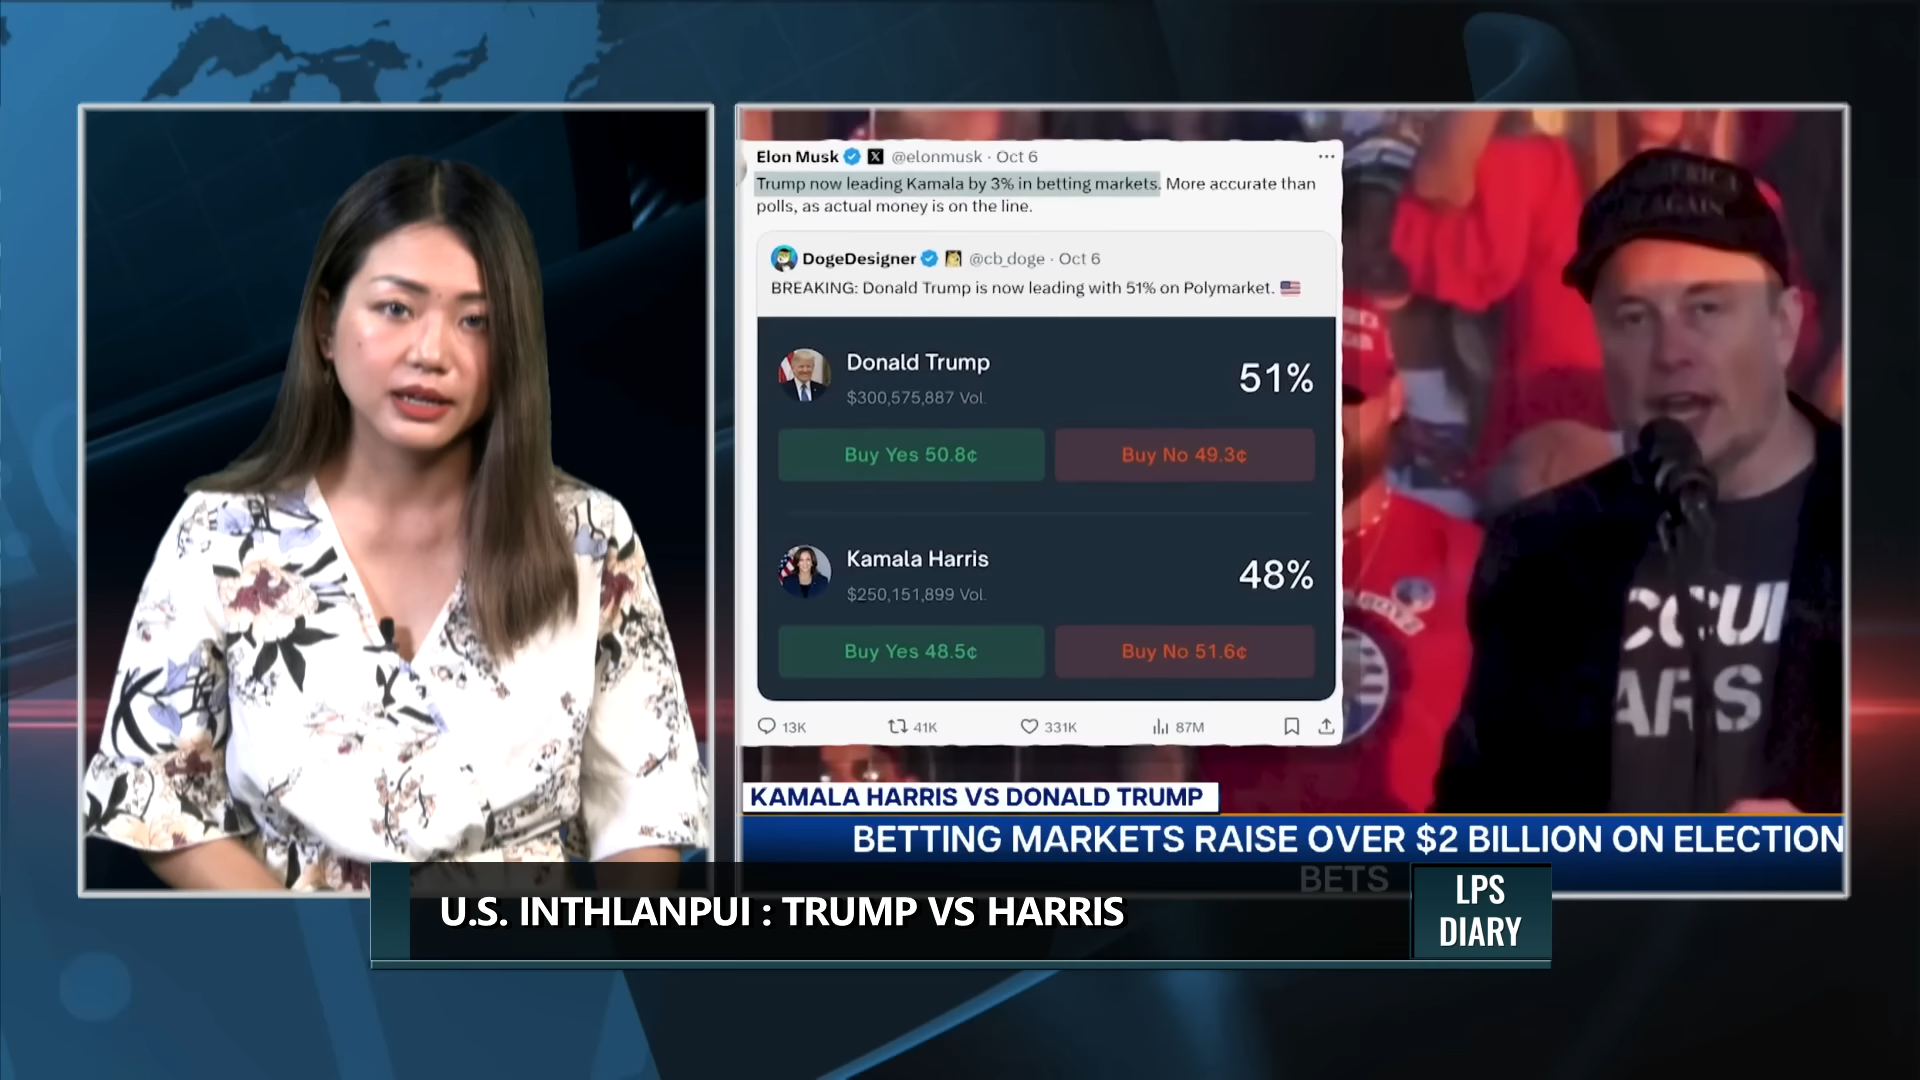 Elon Musk @elonmusk · Oct 6
Trump now leading Kamala by 3% in betting markets. More accurate than
polls, as actual money is on the line.
DogeDesigner @cb_doge · Oct 6
BREAKING: Donald Trump is now leading with 51% on Polymarket.
Donald Trump
$300,575,887 Vol.
51%
Buy Yes 50.8¢
Buy No 49.3¢
Kamala Harris
$250,151,899 Vol.
48%
Buy Yes 48.5¢
Buy No 51.6¢
13K 41K 331K 87M
KAMALA HARRIS VS DONALD TRUMP
BETTING MARKETS RAISE OVER $2 BILLION ON ELECTION
BETS
U.S. INTHLANPUI : TRUMP VS HARRIS
LPS
DIARY